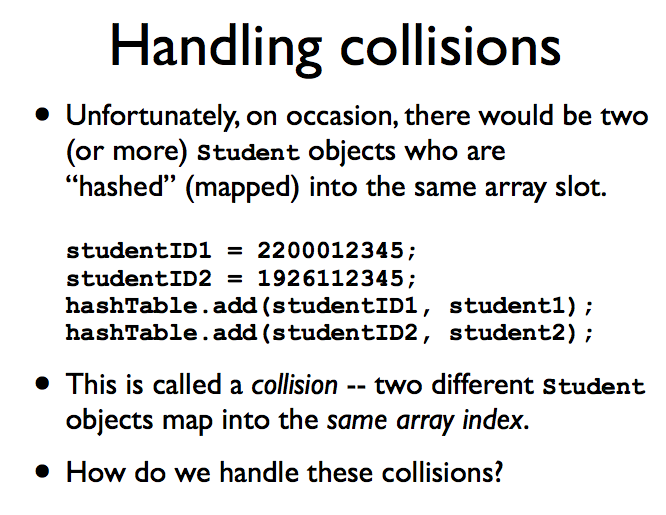 Handling collisions
• Unfortunately, on occasion, there would be two
(or more) Student objects who are
“hashed” (mapped) into the same array slot.
studentID1 = 2200012345;
studentID2 = 1926112345;
hashTable.add(studentID1, student1);
hashTable.add(studentID2, student2);
• This is called a collision -- two different Student
objects map into the same array index.
• How do we handle these collisions?